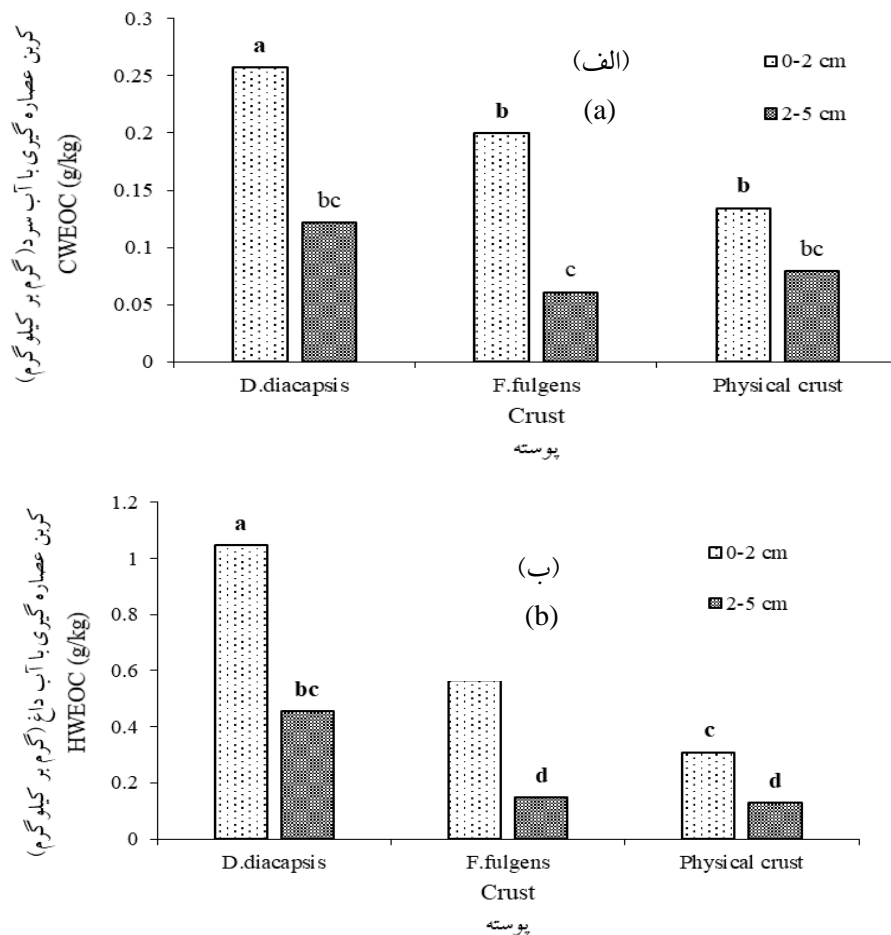 کربن عصاره گیری با آب سرد( گرم بر کیلوگرم)
CWEOC (g/kg)
0.3
0.25
0.2
0.15
0.1
0.05
0
a
bc
b
c
b
bc
(الف)
(a)
0-2 cm
2-5 cm
D.diacapsis F.fulgens Physical crust
Crust
پوسته
کربن عصاره گیری با آب داغ (گرم بر کیلوگرم)
HWEOC (g/kg)
1.2
1
0.8
0.6
0.4
0.2
0
a
bc
d
c
d
(ب)
(b)
0-2 cm
2-5 cm
D.diacapsis F.fulgens Physical crust
Crust
پوسته